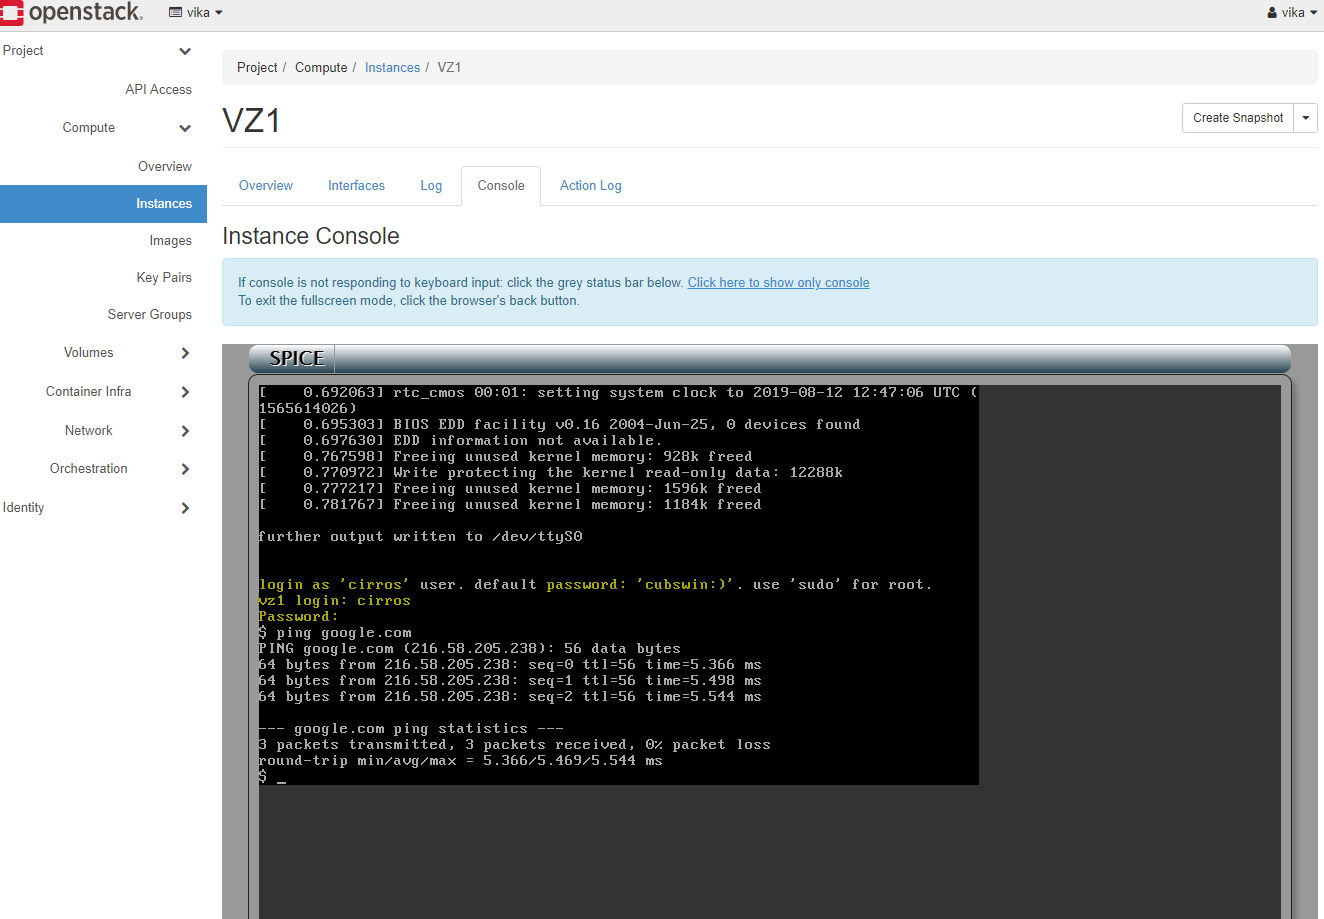 openstack.
vika
vika
Project
API Access
Compute
Overview
Instances
Images
Key Pairs
Server Groups
Volumes
Container Infra
Network
Orchestration
Identity
Project / Compute / Instances / VZ1
VZ1
Create Snapshot
Overview Interfaces Log Console Action Log
Instance Console
If console is not responding to keyboard input: click the grey status bar below. Click here to show only console
To exit the fullscreen mode, click the browser's back button.
SPICE
[    0.692063] rtc_cmos 00:01: setting system clock to 2019-08-12 12:47:06 UTC (
1565614026)
[    0.695303] BIOS EDD facility v0.16 2004-Jun-25, 0 devices found
[    0.697630] EDD information not available.
[    0.767598] Freeing unused kernel memory: 928k freed
[    0.770972] Write protecting the kernel read-only data: 12288k
[    0.777217] Freeing unused kernel memory: 1596k freed
[    0.781767] Freeing unused kernel memory: 1184k freed
further output written to /dev/ttyS0
login as 'cirros' user. default password: 'cubswin:)'. use 'sudo' for root.
vz1 login: cirros
Password:
$ ping google.com
PING google.com (216.58.205.238): 56 data bytes
64 bytes from 216.58.205.238: seq=0 ttl=56 time=5.366 ms
64 bytes from 216.58.205.238: seq=1 ttl=56 time=5.498 ms
64 bytes from 216.58.205.238: seq=2 ttl=56 time=5.544 ms
--- google.com ping statistics ---
3 packets transmitted, 3 packets received, 0% packet loss
round-trip min/avg/max = 5.366/5.469/5.544 ms
$ _